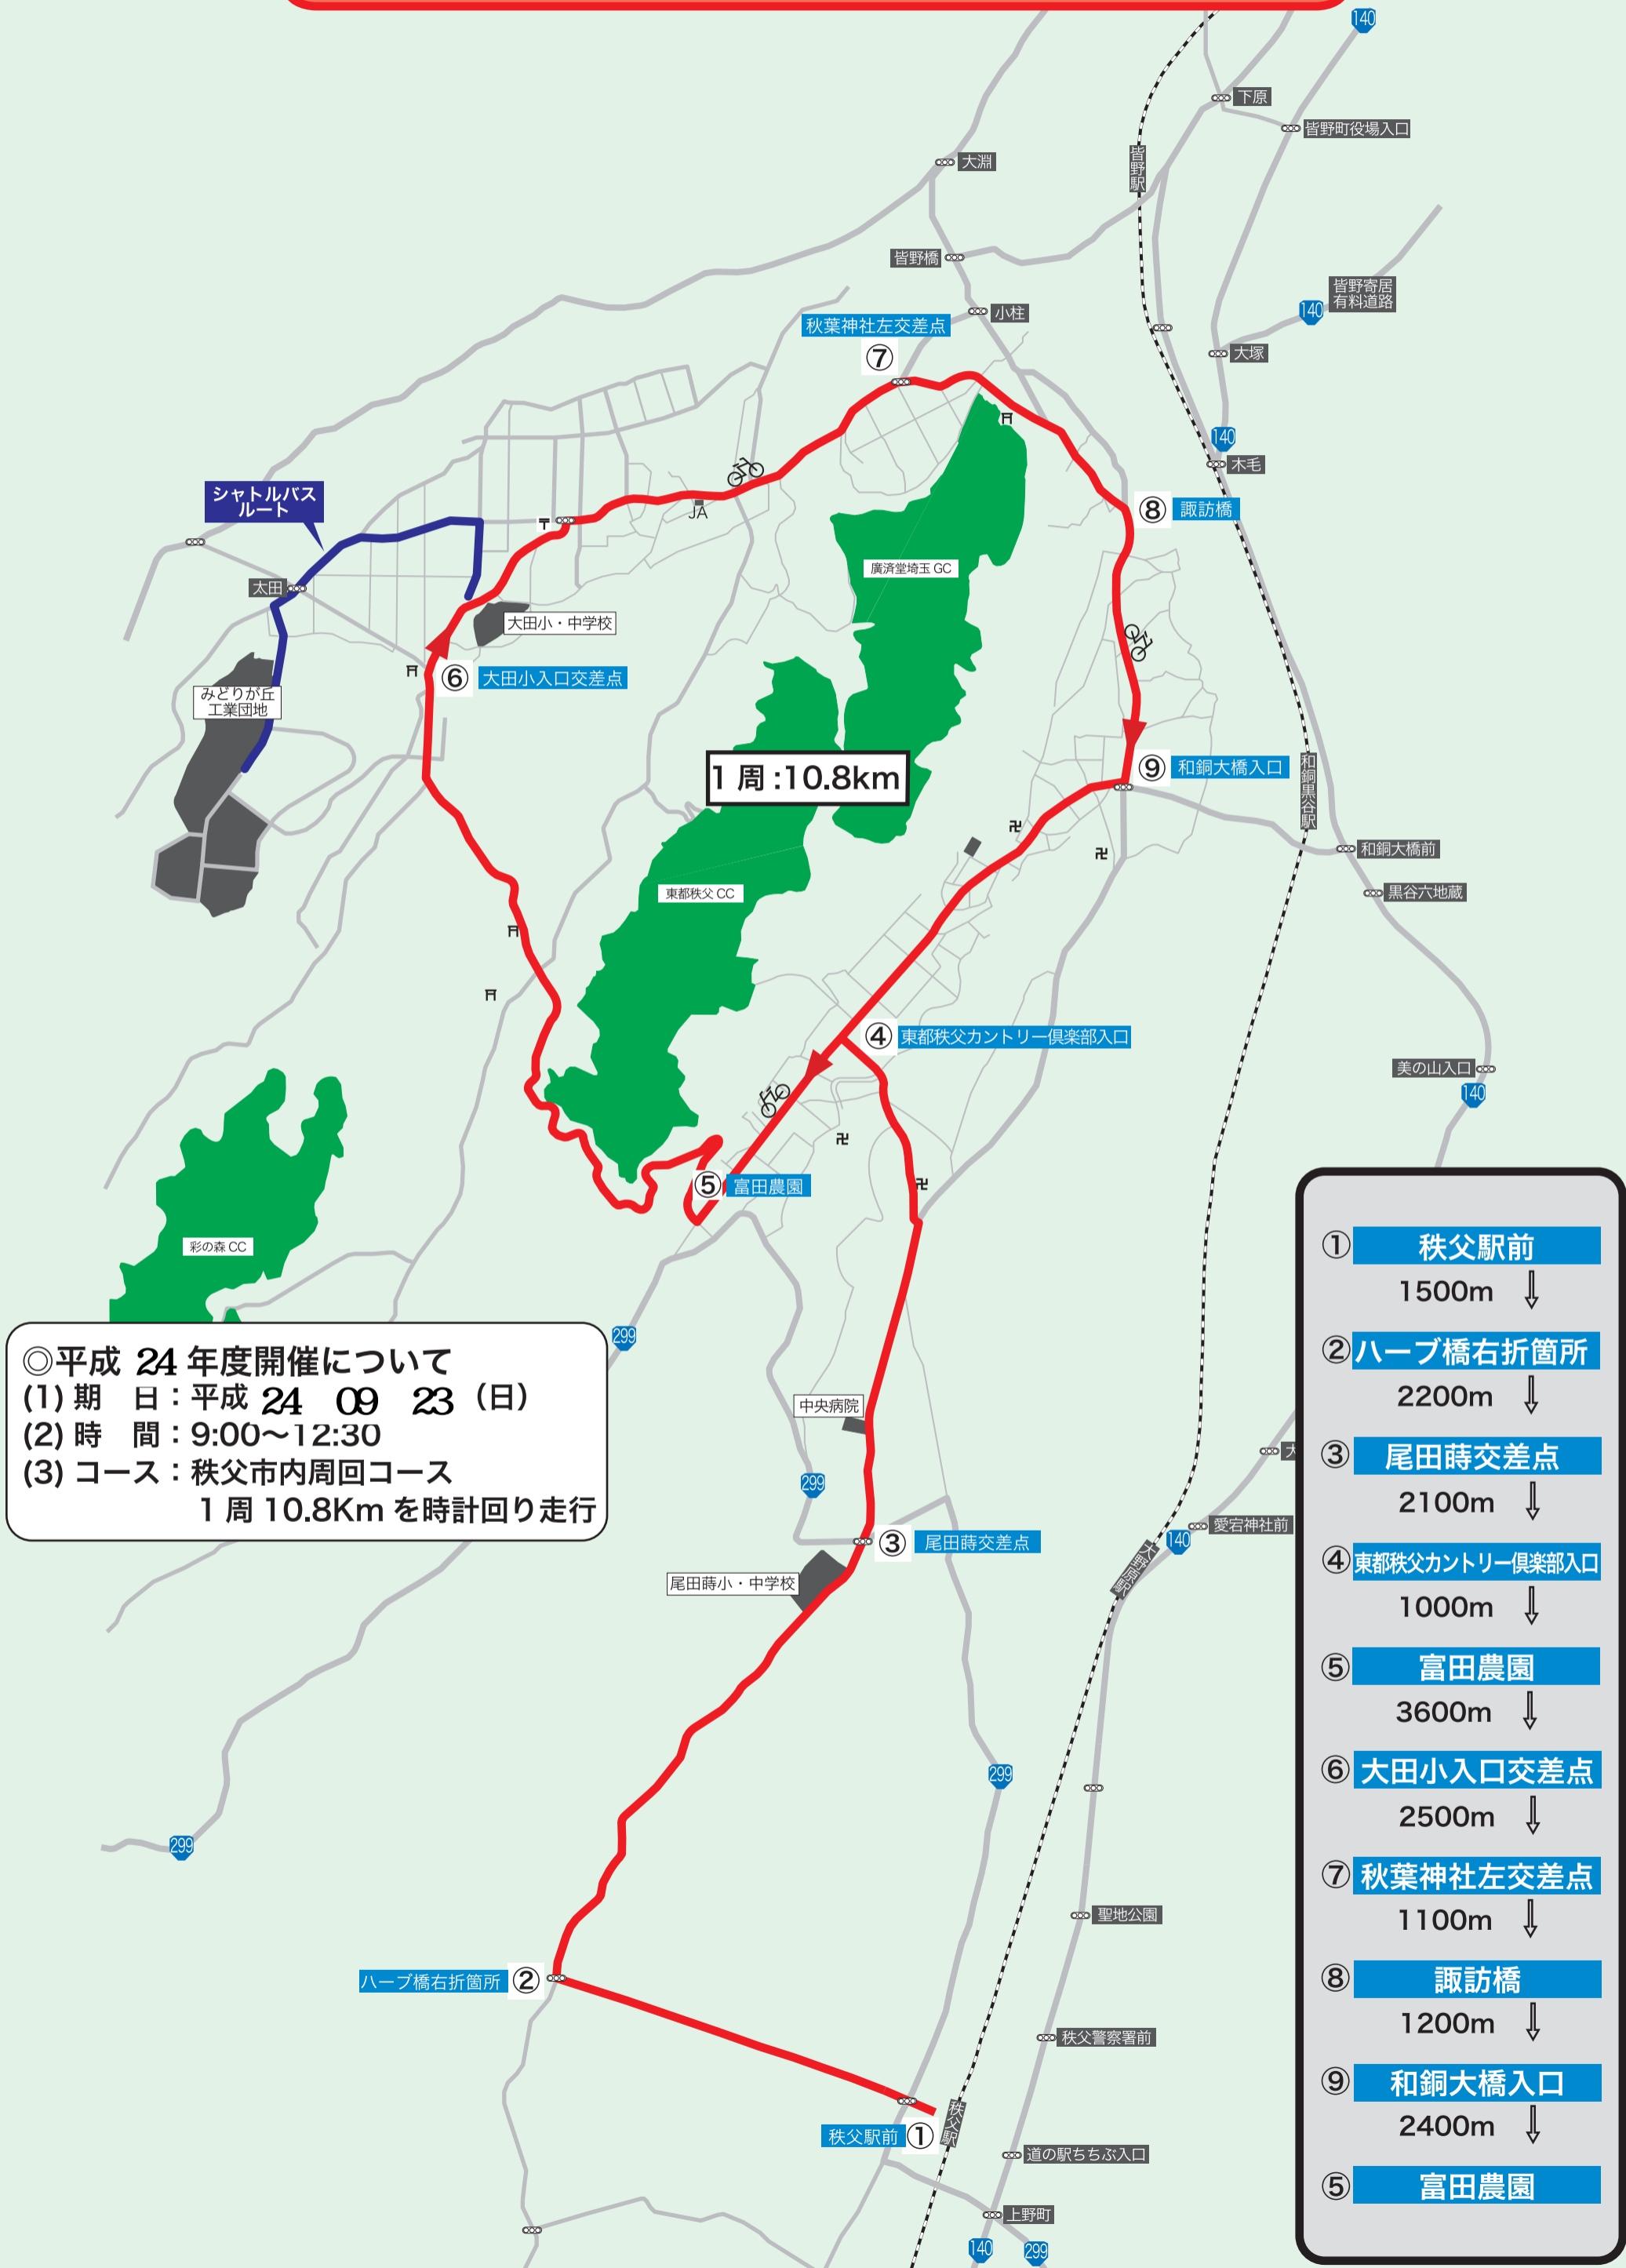 140
下原
皆野町役場入口
皆野駅
大淵
皆野橋
皆野寄居
有料道路
140
小柱
秋葉神社左交差点
⑦
大塚
140
木毛
シャトルバス
ルート
〒
JA
⑧ 諏訪橋
廣済堂埼玉 GC
太田
大田小・中学校
⑥ 大田小入口交差点
みどりが丘
工業団地
1 周 :10.8km
⑨ 和銅大橋入口
和銅黒谷駅
和銅大橋前
黒谷六地蔵
東都秩父 CC
④ 東都秩父カントリー倶楽部入口
美の山入口
140
⑤ 富田農園
彩の森 CC
299
◎平成 24 年度開催について
(1) 期　日：平成 24 09 23（日）
(2) 時　間：9:00〜12:30
(3) コース：秩父市内周回コース
1 周 10.8Km を時計回り走行
中央病院
299
大
愛宕神社前
140
大野原駅
③ 尾田蒔交差点
尾田蒔小・中学校
299
299
聖地公園
ハーブ橋右折箇所 ②
秩父警察署前
秩父駅前 ①
秩父駅
道の駅ちちぶ入口
上野町
140
299
① 秩父駅前
1500m ⇩
② ハーブ橋右折箇所
2200m ⇩
③ 尾田蒔交差点
2100m ⇩
④ 東都秩父カントリー倶楽部入口
1000m ⇩
⑤ 富田農園
3600m ⇩
⑥ 大田小入口交差点
2500m ⇩
⑦ 秋葉神社左交差点
1100m ⇩
⑧ 諏訪橋
1200m ⇩
⑨ 和銅大橋入口
2400m ⇩
⑤ 富田農園